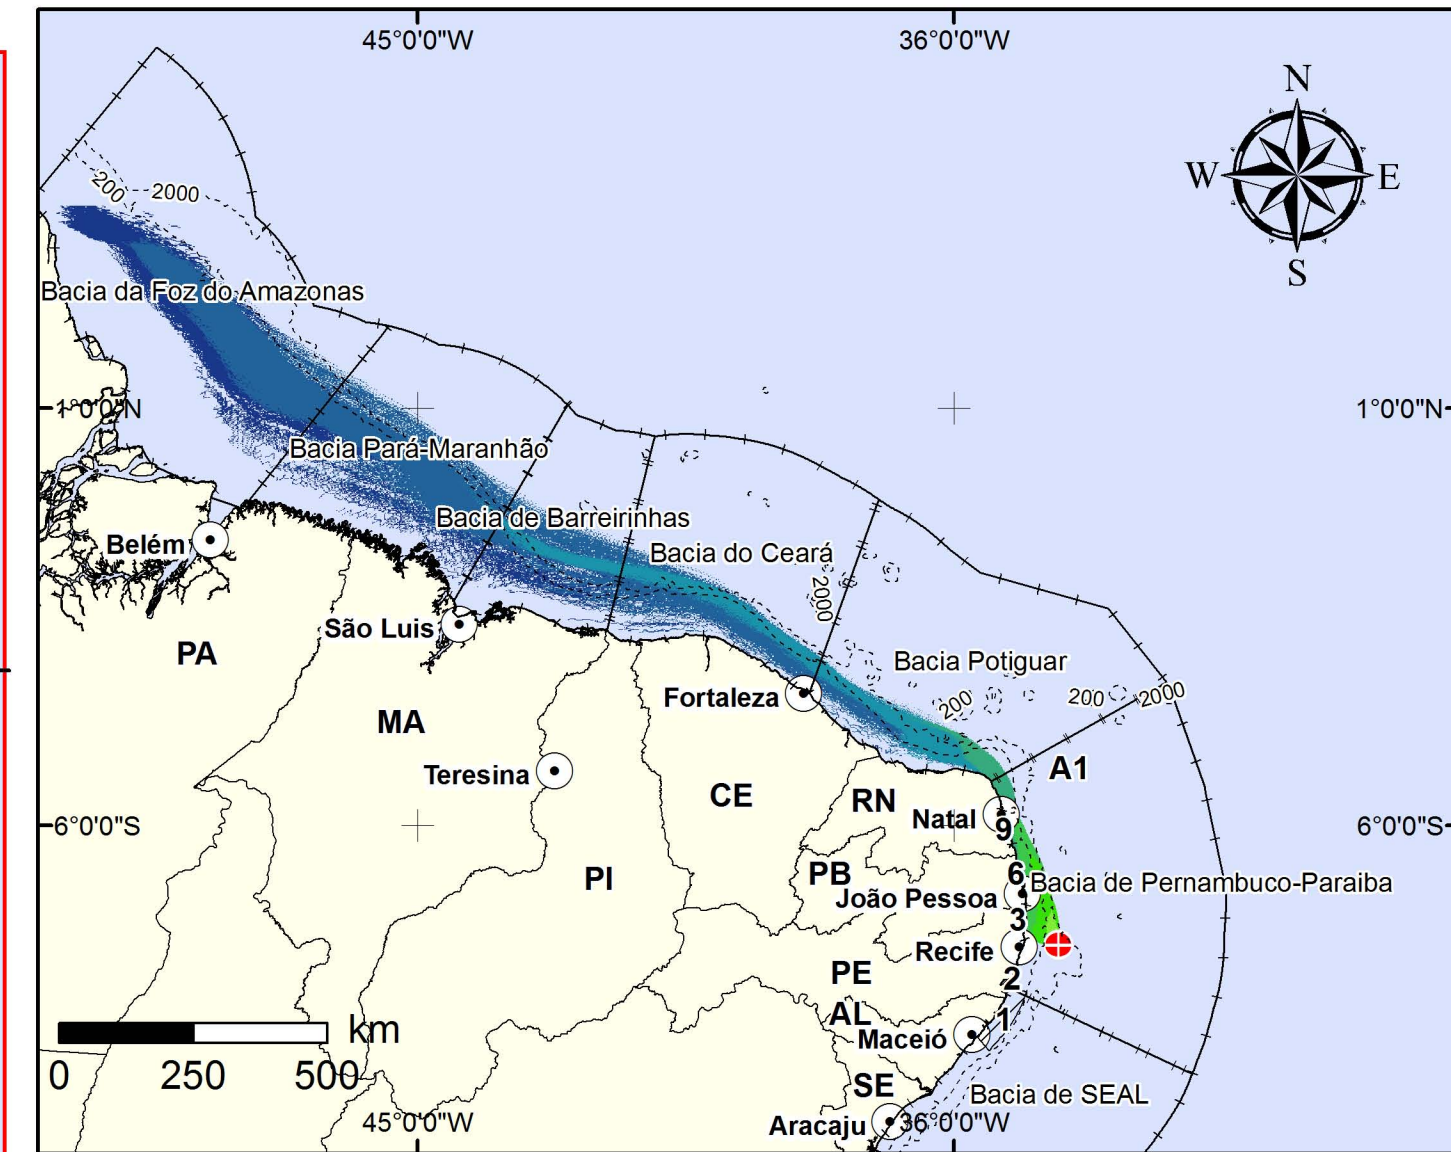 45°0'0"W
36°0'0"W
N
W
E
S
200
2000
Bacia da Foz do Amazonas
1°0'0"N
1°0'0"N
Bacia Pará-Maranhão
Bacia de Barreirinhas
Belém
Bacia do Ceará
2000
São Luis
PA
Bacia Potiguar
Fortaleza
200
200
2000
MA
Teresina
A1
CE
RN
Natal
9
6°0'0"S
6°0'0"S
PI
PB
6
Bacia de Pernambuco-Paraiba
João Pessoa
3
Recife
PE
2
AL
1
Maceió
km
0
250
500
SE
Bacia de SEAL
45°0'0"W
36°0'0"W
Aracaju